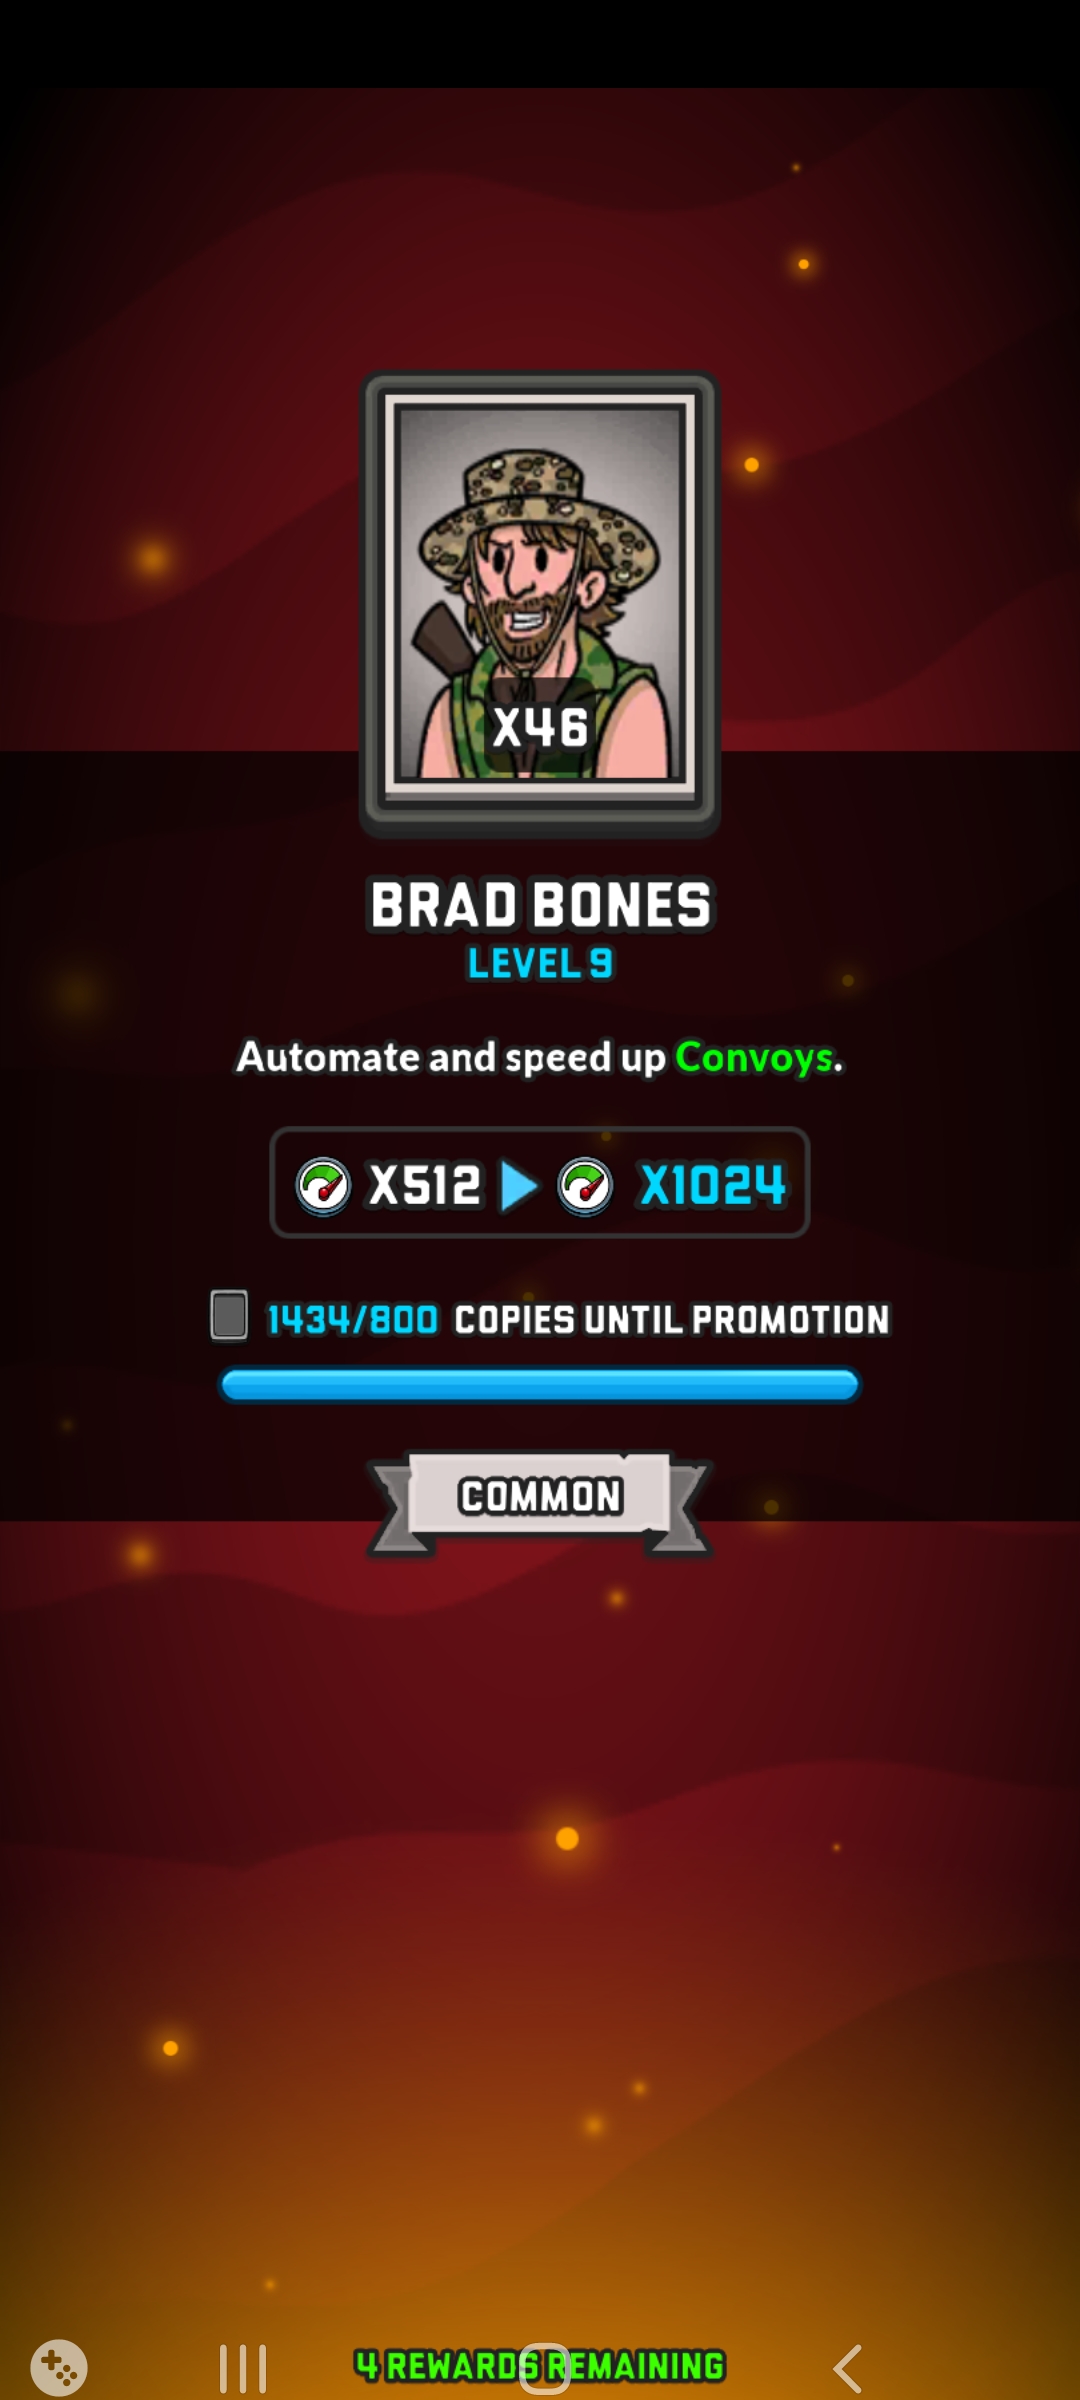 X46
BRAD BONES
LEVEL 9
Automate and speed up Convoys.
X512 X1024
1434/800 COPIES UNTIL PROMOTION
COMMON
4 REWARDS REMAINING